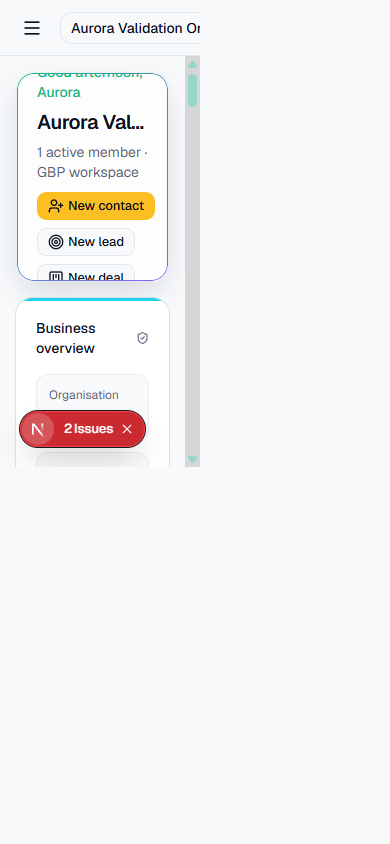 Aurora Validation Or
Good afternoon,
Aurora
Aurora Val...
1 active member ·
GBP workspace
New contact
New lead
New deal
Business
overview
Organisation
N 2 Issues